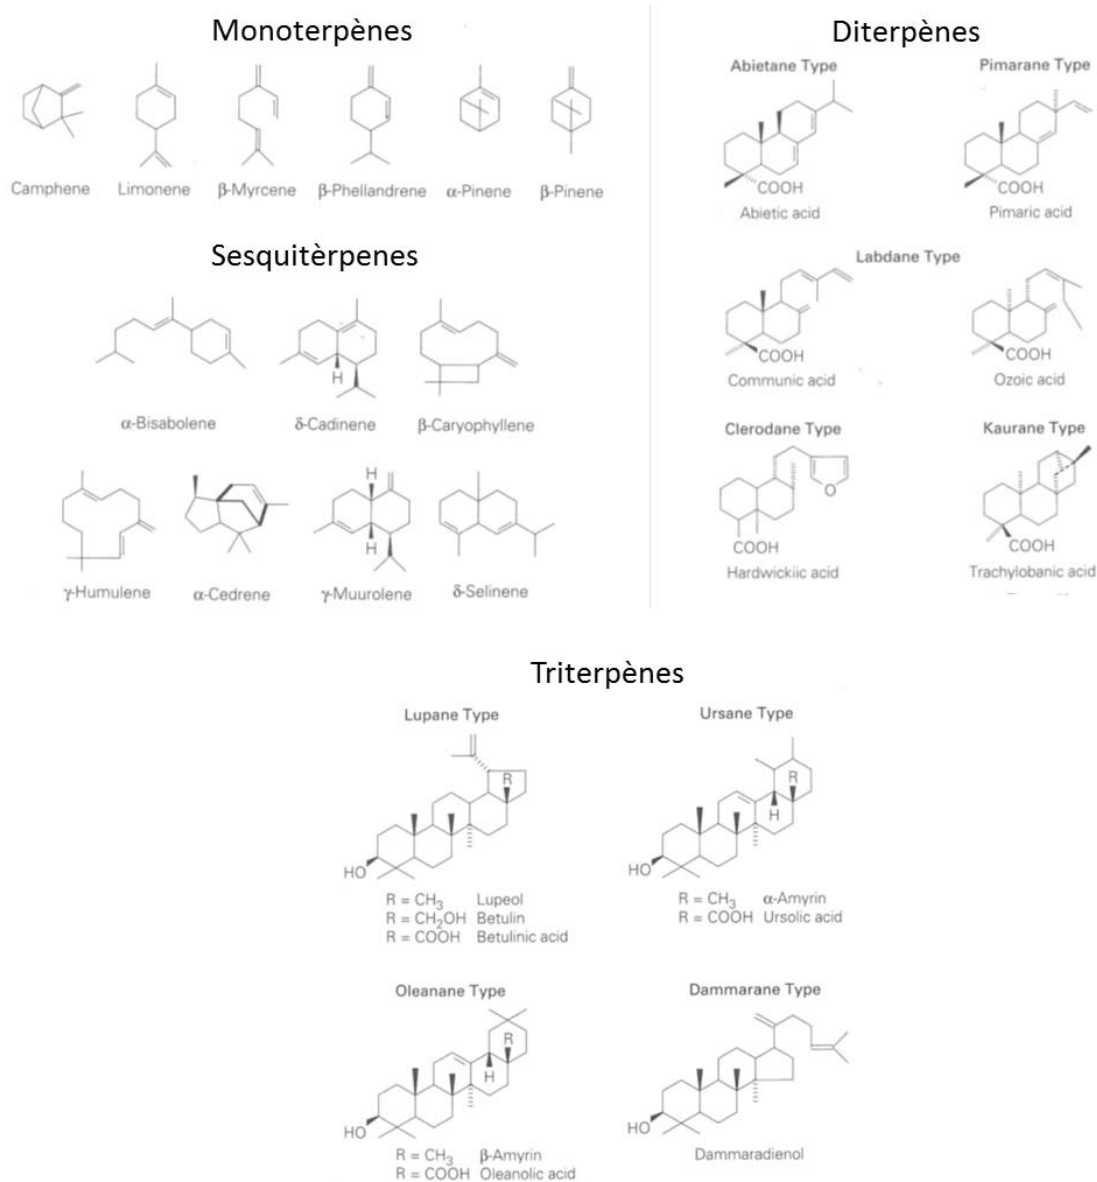 Monoterpènes
Camphene Limonene β-Myrcene β-Phellandrene α-Pinene β-Pinene
Sesquitèrpenes
α-Bisabolene δ-Cadinene β-Caryophyllene
H
γ-Humulene α-Cedrene γ-Muurolene δ-Selinene
H
H
Diterpènes
Abietane Type Pimarane Type
COOH COOH
Abietic acid Pimaric acid
Labdane Type
COOH COOH
Communic acid Ozoic acid
Clerodane Type Kaurane Type
O
COOH COOH
Hardwickiic acid Trachylobanic acid
Triterpènes
Lupane Type Ursane Type
R R
H
HO HO
R = CH3 Lupeol
R = CH2OH Betulin
R = COOH Betulinic acid
R = CH3 α-Amyrin
R = COOH Ursolic acid
Oleanane Type Dammarane Type
R
H
HO HO
R = CH3 β-Amyrin
R = COOH Oleanolic acid
Dammaradienol